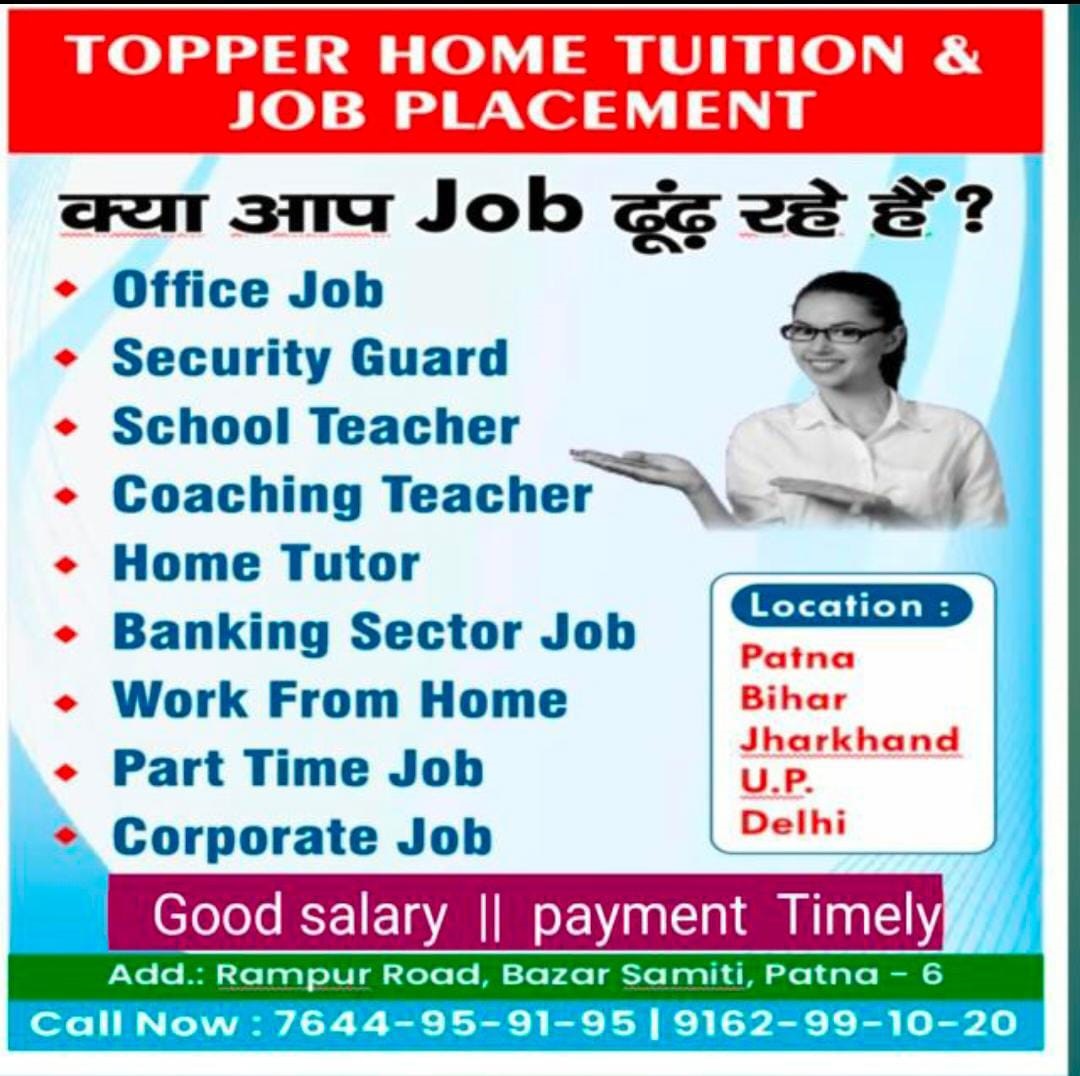 TOPPER HOME TUITION &
JOB PLACEMENT
क्या आप Job ढूंढ़ रहे हैं ?
Office Job
Security Guard
School Teacher
Coaching Teacher
Home Tutor
Banking Sector Job
Work From Home
Part Time Job
Corporate Job
Location :
Patna
Bihar
Jharkhand
U.P.
Delhi
Good salary || payment Timely
Add.: Rampur Road, Bazar Samiti, Patna - 6
Call Now : 7644-95-91-95 | 9162-99-10-20